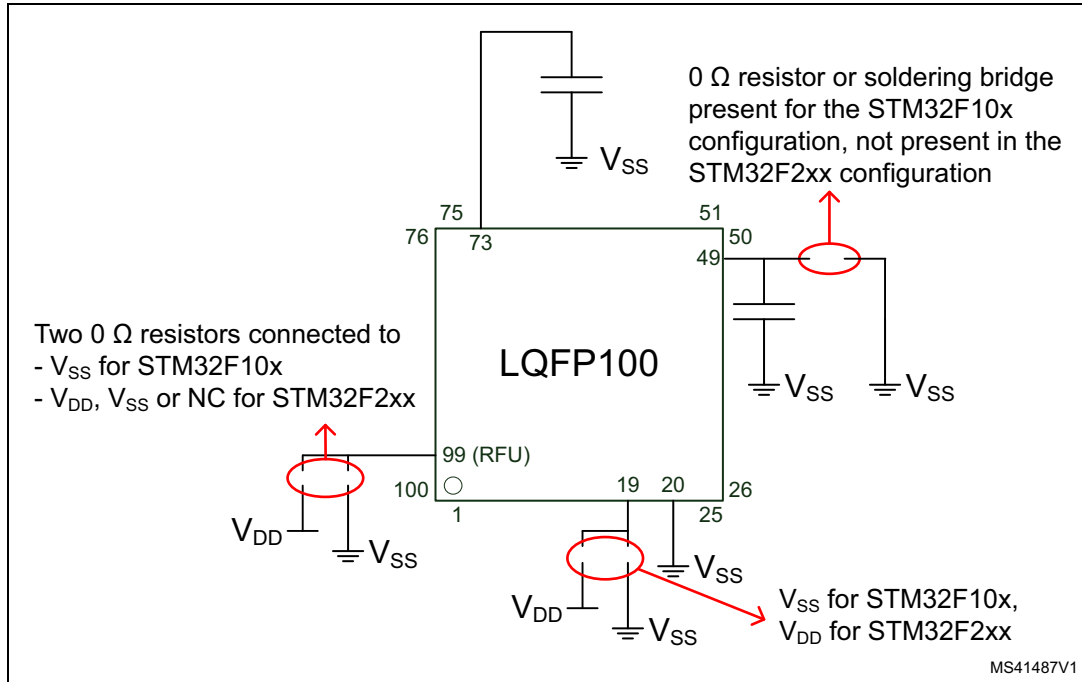 0 Ω resistor or soldering bridge
present for the STM32F10x
configuration, not present in the
STM32F2xx configuration
VSS
75
51
76
73
50
49
Two 0 Ω resistors connected to
- VSS for STM32F10x
- VDD, VSS or NC for STM32F2xx
LQFP100
VSS
VSS
99 (RFU)
100
19
20
26
1
25
VDD
VSS
VSS
VDD
VSS
VSS for STM32F10x,
VDD for STM32F2xx
MS41487V1